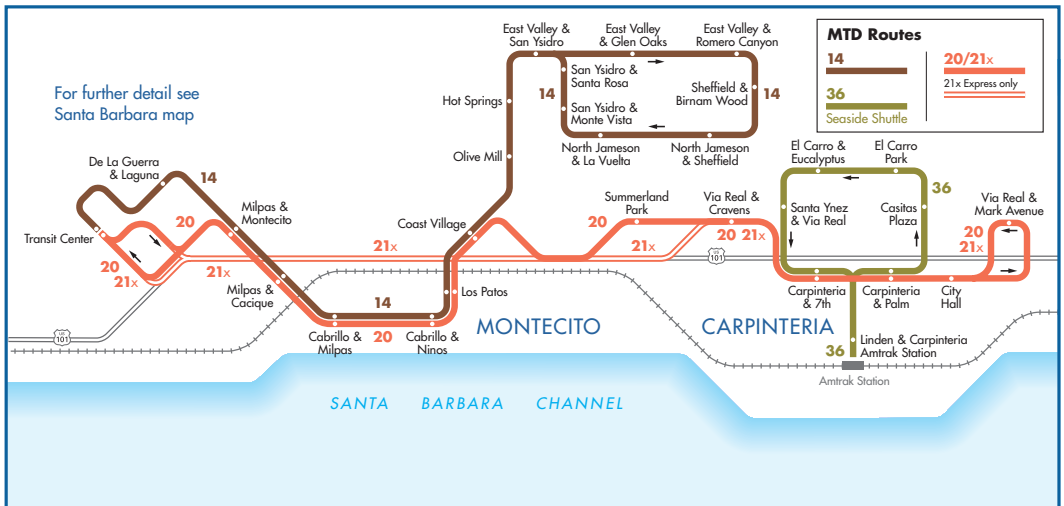 East Valley &
San Ysidro
East Valley
& Glen Oaks
East Valley &
Romero Canyon
MTD Routes
14
20/21x
21x Express only
36
Seaside Shuttle
For further detail see
Santa Barbara map
Hot Springs
14
San Ysidro &
Santa Rosa
San Ysidro &
Monte Vista
Sheffield &
Birnam Wood
14
North Jameson
& La Vuelta
North Jameson
& Sheffield
Olive Mill
De La Guerra
& Laguna
14
El Carro &
Eucalyptus
El Carro
Park
36
Milpas &
Montecito
20
Transit Center
20
21x
21x
Milpas &
Cacique
21x
Coast Village
Summerland
Park
20
21x
Via Real
& Cravens
20 21x
US
101
Santa Ynez
& Via Real
Casitas
Plaza
Via Real &
Mark Avenue
20
21x
Los Patos
14
20
Cabrillo &
Milpas
Cabrillo &
Ninos
MONTECITO
CARPINTERIA
Carpinteria
& 7th
Carpinteria
& Palm
City
Hall
US
101
36
Linden & Carpinteria
Amtrak Station
Amtrak Station
SANTA BARBARA CHANNEL